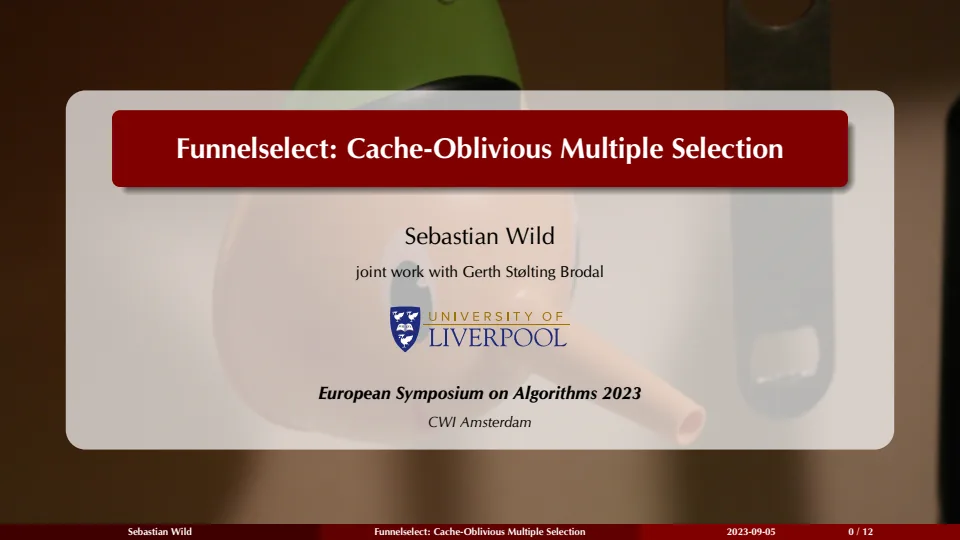 Funnelselect: Cache-Oblivious Multiple Selection
Sebastian Wild
joint work with Gerth Stølting Brodal
UNIVERSITY OF
LIVERPOOL
European Symposium on Algorithms 2023
CWI Amsterdam
Sebastian Wild
Funnelselect: Cache-Oblivious Multiple Selection
2023-09-05
0 / 12